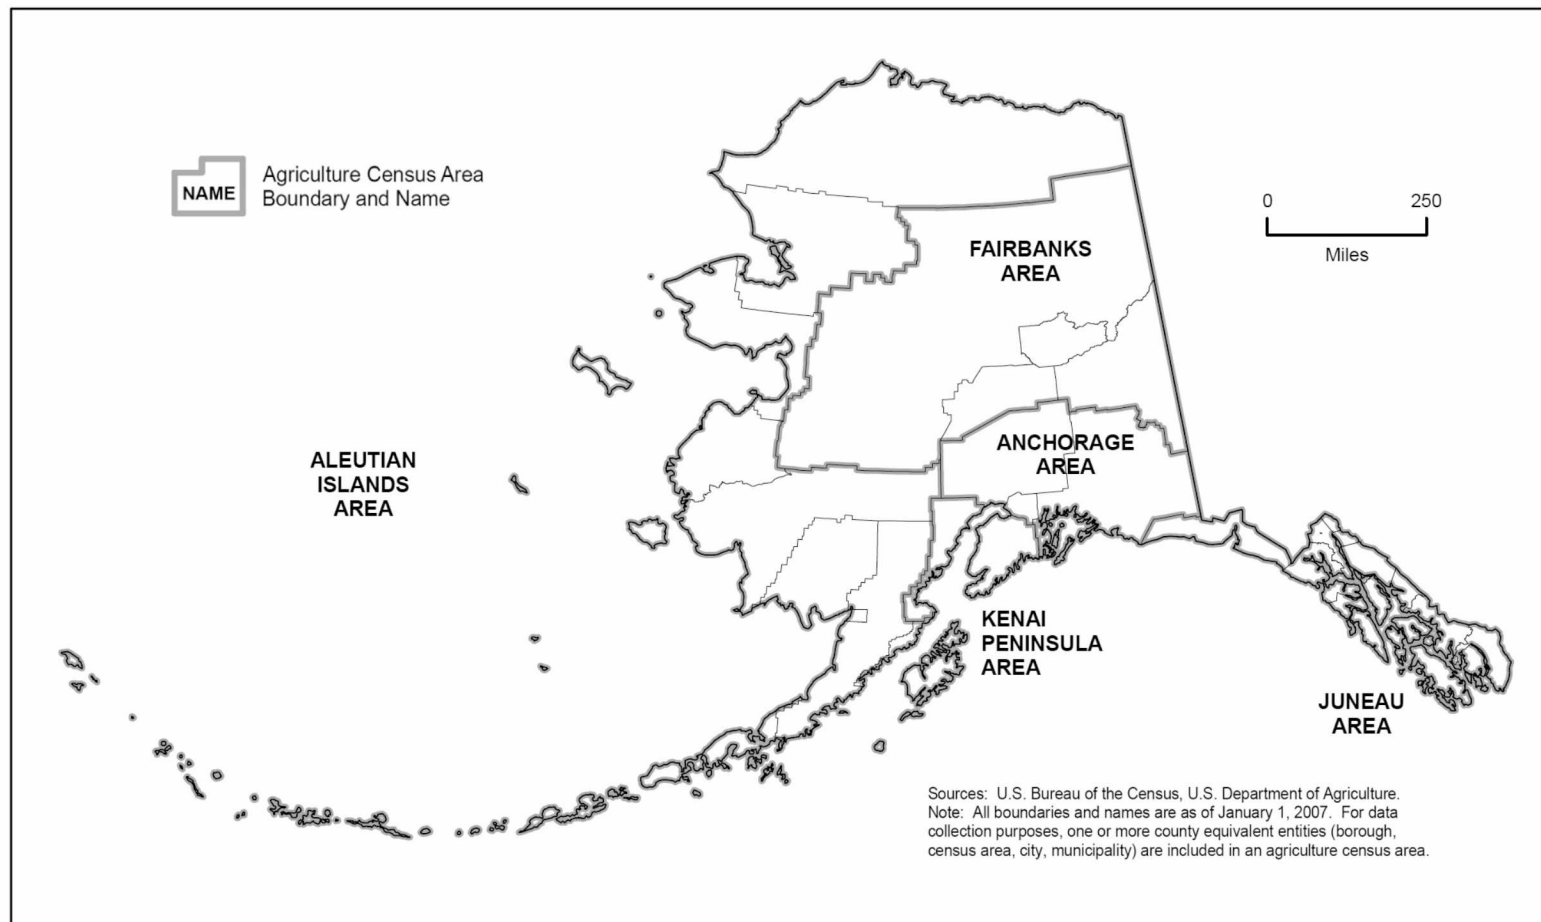 NAME
Agriculture Census Area
Boundary and Name
0 250
Miles
FAIRBANKS
AREA
ANCHORAGE
AREA
ALEUTIAN
ISLANDS
AREA
KENAI
PENINSULA
AREA
JUNEAU
AREA
Sources: U.S. Bureau of the Census, U.S. Department of Agriculture.
Note: All boundaries and names are as of January 1, 2007. For data
collection purposes, one or more county equivalent entities (borough,
census area, city, municipality) are included in an agriculture census area.